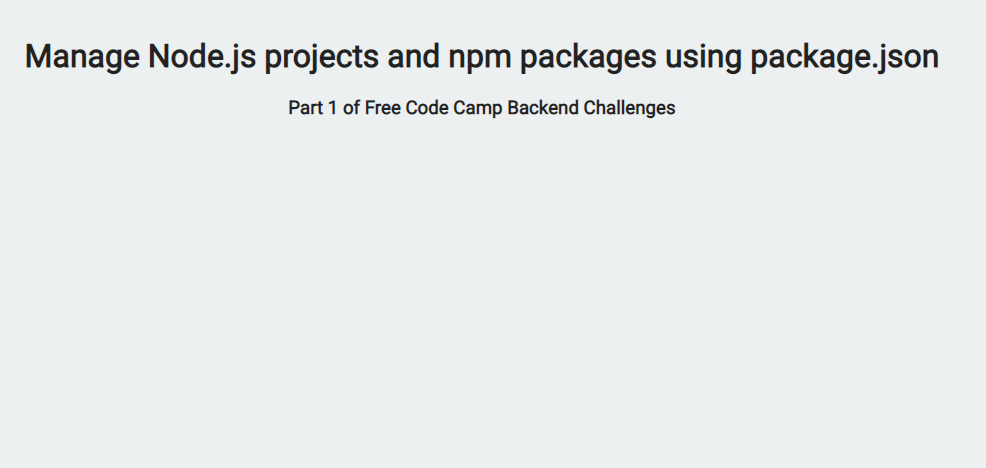 Manage Node.js projects and npm packages using package.json
Part 1 of Free Code Camp Backend Challenges